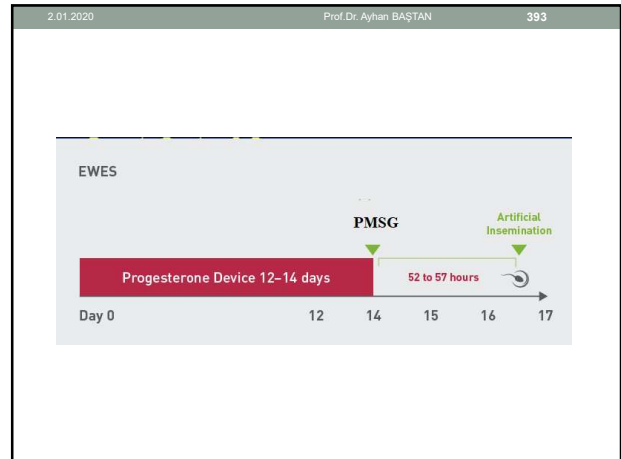 2.01.2020 Prof.Dr. Ayhan BAŞTAN 393
EWES
PMSG
Artificial
Insemination
Progesterone Device 12–14 days
52 to 57 hours
Day 0 12 14 15 16 17